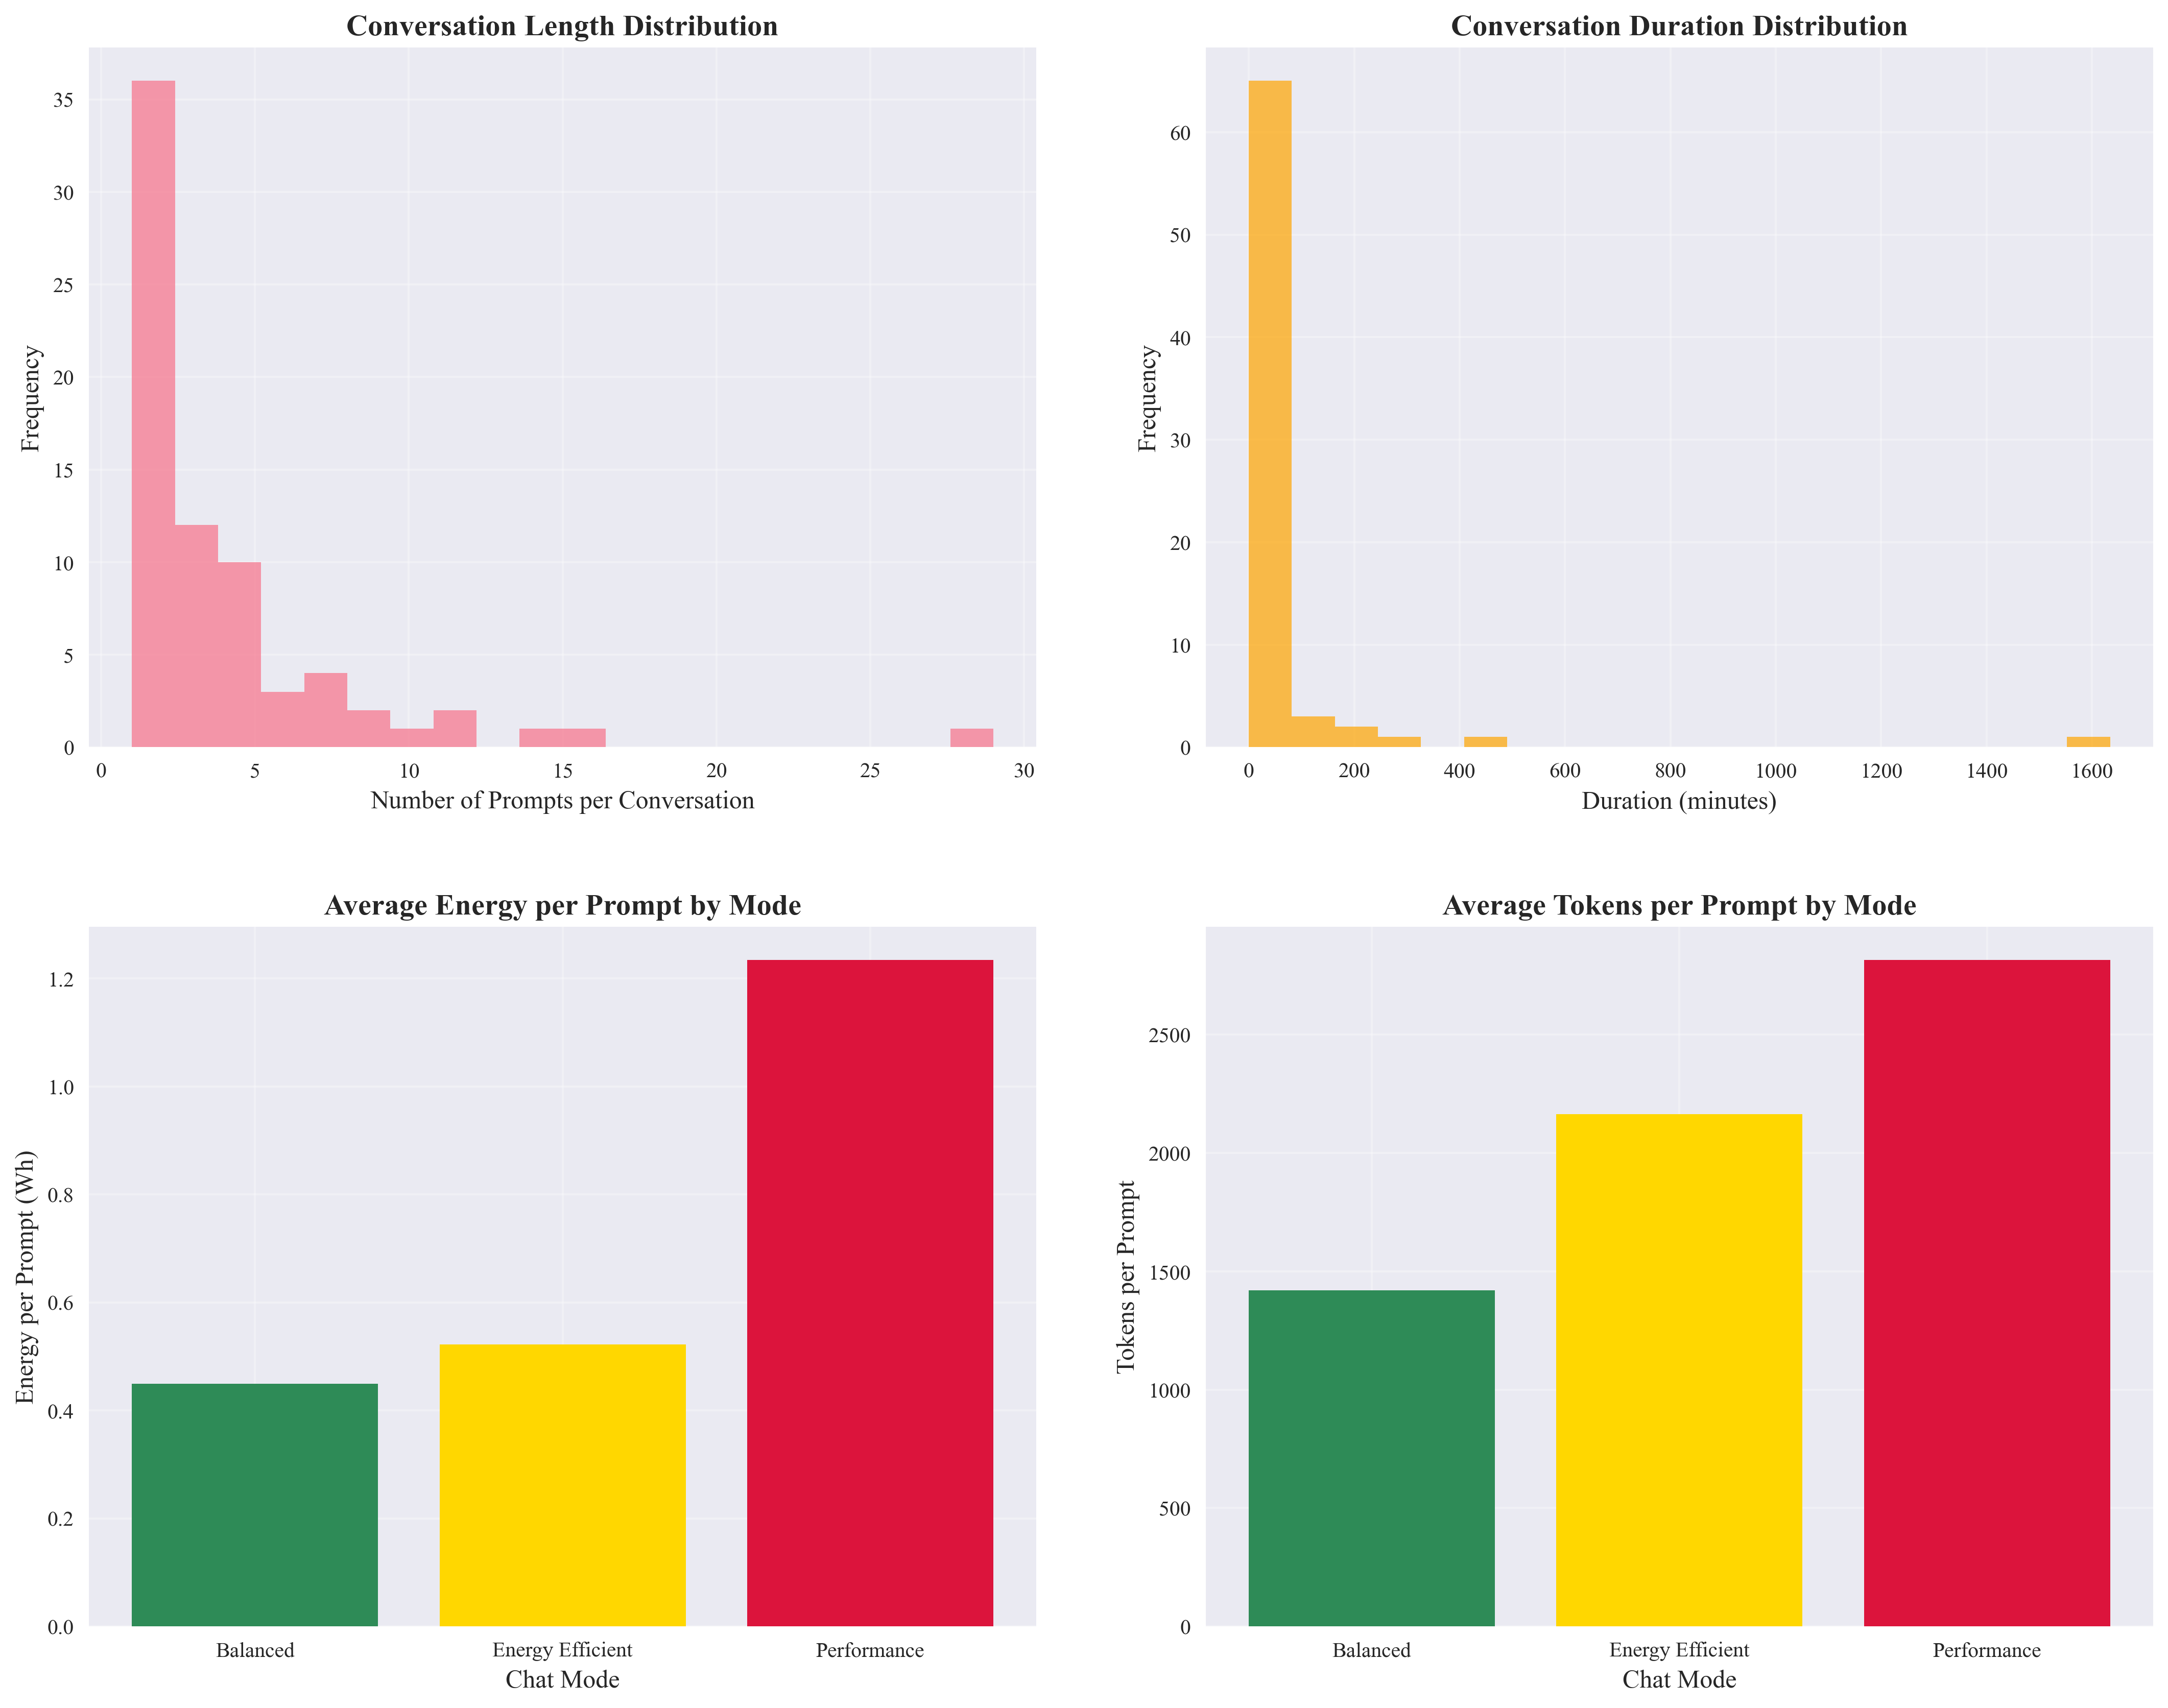 Conversation Length Distribution
35
30
25
20
15
10
5
0
Frequency
0 5 10 15 20 25 30
Number of Prompts per Conversation
Conversation Duration Distribution
60
50
40
30
20
10
0
Frequency
0 200 400 600 800 1000 1200 1400 1600
Duration (minutes)
Average Energy per Prompt by Mode
1.2
1.0
0.8
0.6
0.4
0.2
0.0
Energy per Prompt (Wh)
Balanced Energy Efficient Performance
Chat Mode
Average Tokens per Prompt by Mode
2500
2000
1500
1000
500
0
Tokens per Prompt
Balanced Energy Efficient Performance
Chat Mode